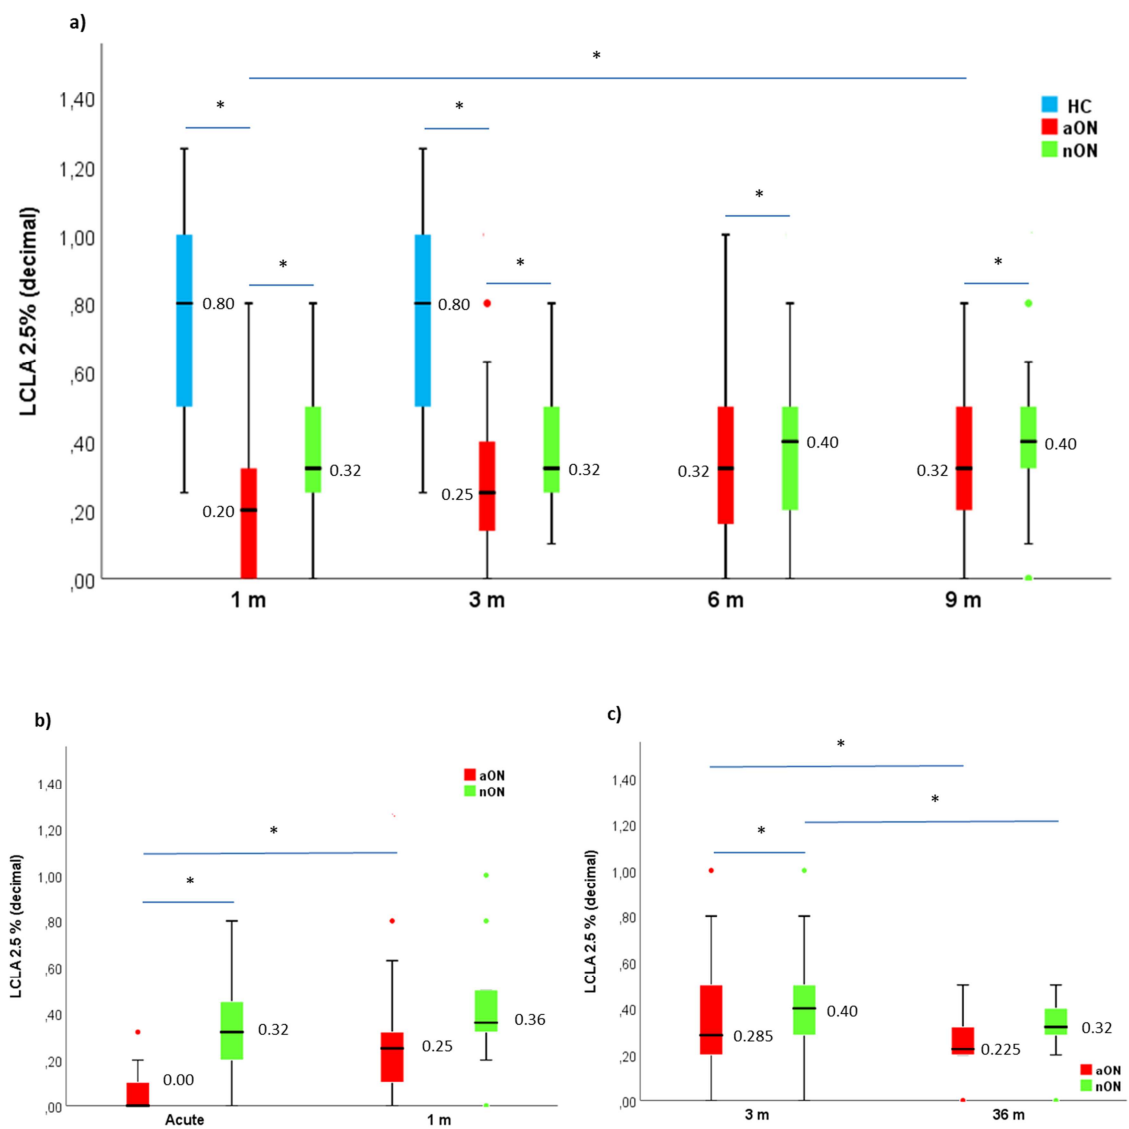 a)
*
1,40
* *
HC
aON
nON
1,20
*
1,00
* * *
,80
0.80 0.80
,60
,40
0.40 0.40
0.32 0.32 0.32 0.32
0.25
,20
0.20
,00
LCLA 2.5% (decimal)
1 m 3 m 6 m 9 m
b)
1,40
aON
nON
1,20
*
1,00
*
,80
,60
,40
0.36
0.32
0.25
,20
0.00
,00
LCLA 2.5 % (decimal)
Acute 1 m
c)
*
1,40
*
1,20
*
1,00
,80
,60
,40
0.40
0.32
0.285
0.225
,20
,00
aON
nON
LCLA 2.5 % (decimal)
3 m 36 m